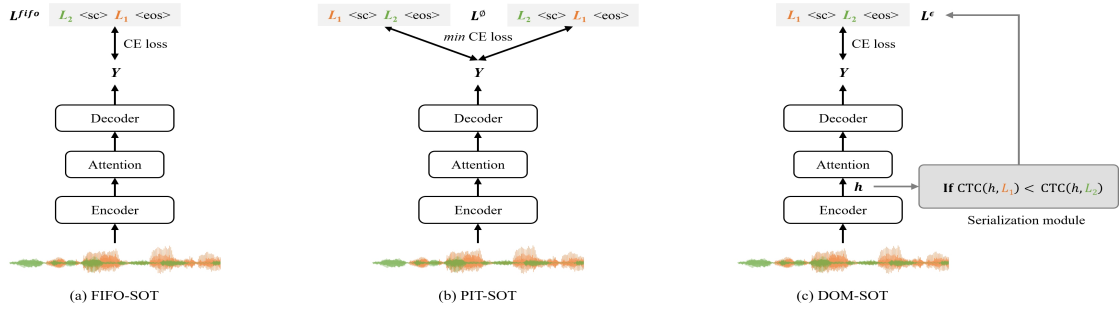 L^fifo L₂ <sc> L₁ <eos>
CE loss
Y
Decoder
Attention
Encoder
(a) FIFO-SOT
L₁ <sc> L₂ <eos> L^∅ L₂ <sc> L₁ <eos>
min CE loss
Y
Decoder
Attention
Encoder
(b) PIT-SOT
L₁ <sc> L₂ <eos> L^ϵ
CE loss
Y
Decoder
Attention
h
If CTC(h, L₁) < CTC(h, L₂)
Serialization module
Encoder
(c) DOM-SOT